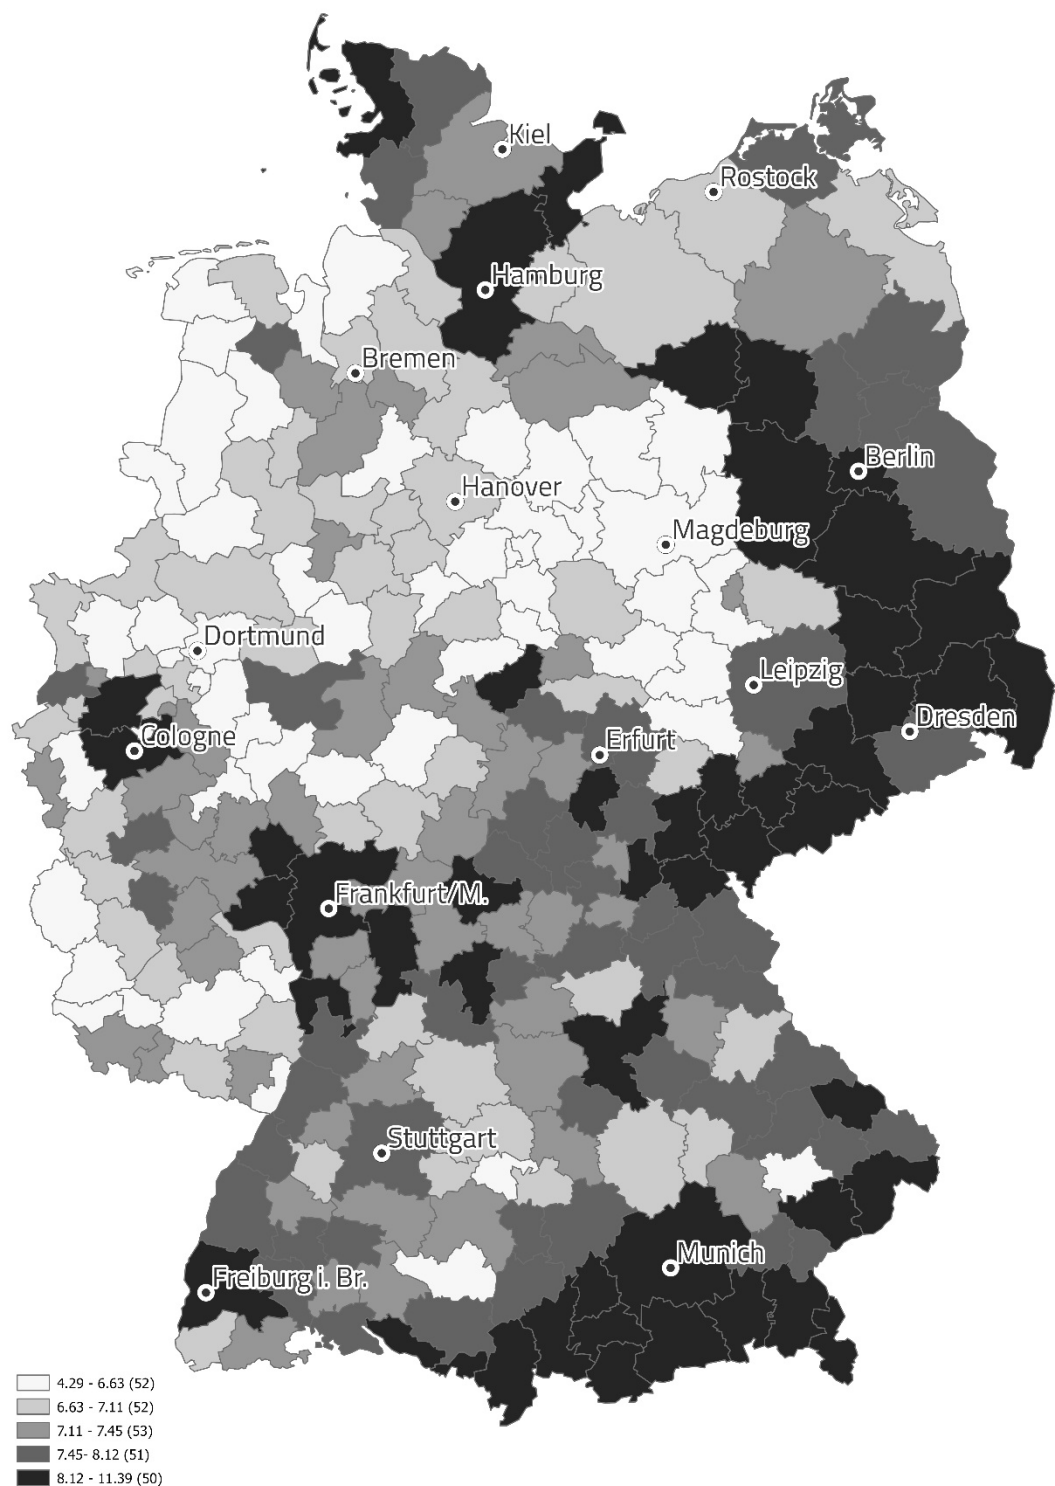 Kiel
Rostock
Hamburg
Bremen
Berlin
Hanover
Magdeburg
Dortmund
Leipzig
Dresden
Cologne
Erfurt
Frankfurt/M.
Stuttgart
Munich
Freiburg i. Br.
4.29 - 6.63 (52)
6.63 - 7.11 (52)
7.11 - 7.45 (53)
7.45- 8.12 (51)
8.12 - 11.39 (50)